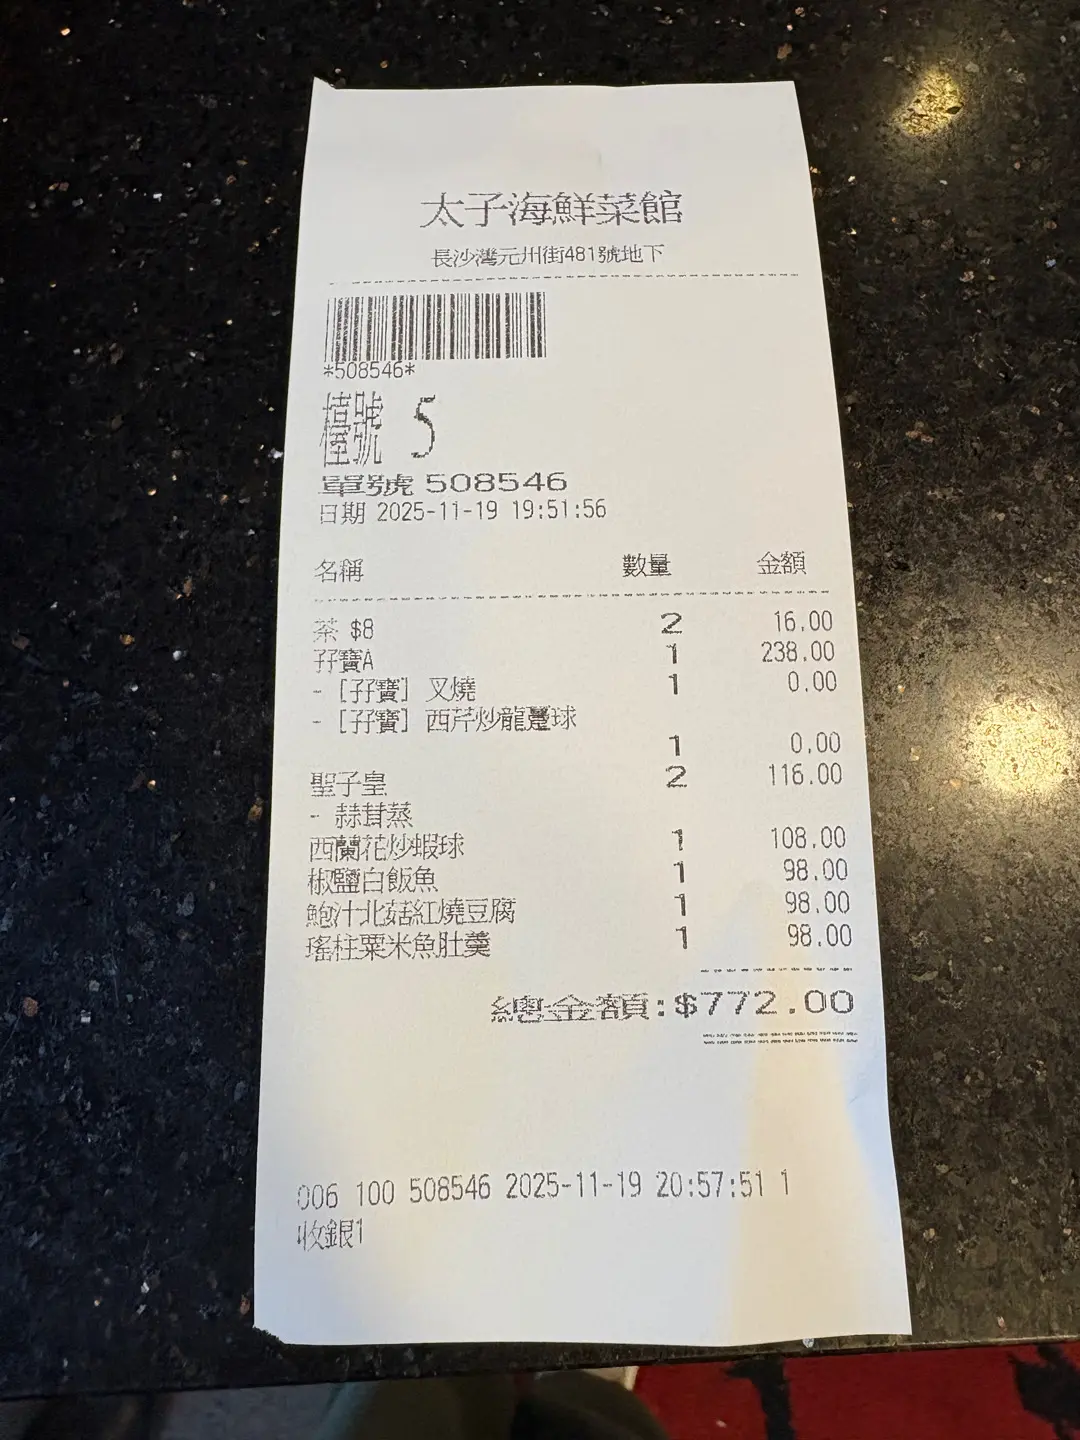 太子海鮮菜館
長沙灣元州街481號地下
*508546*
檯號 5
單號 508546
日期 2025-11-19 19:51:56
名稱 數量 金額
茶 $8 2 16.00
孖寶A 1 238.00
- [孖寶] 叉燒 1 0.00
- [孖寶] 西芹炒龍躉球
1 0.00
聖子皇 2 116.00
- 蒜茸蒸
西蘭花炒蝦球 1 108.00
椒鹽白飯魚 1 98.00
鮑汁北菇紅燒豆腐 1 98.00
瑤柱粟米魚肚羹 1 98.00
總金額:$772.00
006 100 508546 2025-11-19 20:57:51 1
收銀1